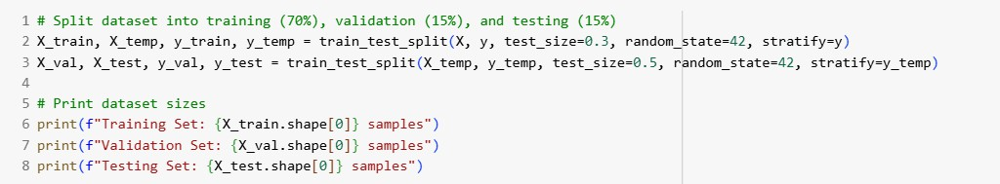 1 # Split dataset into training (70%), validation (15%), and testing (15%)
2 X_train, X_temp, y_train, y_temp = train_test_split(X, y, test_size=0.3, random_state=42, stratify=y)
3 X_val, X_test, y_val, y_test = train_test_split(X_temp, y_temp, test_size=0.5, random_state=42, stratify=y_temp)
4
5 # Print dataset sizes
6 print(f"Training Set: {X_train.shape[0]} samples")
7 print(f"Validation Set: {X_val.shape[0]} samples")
8 print(f"Testing Set: {X_test.shape[0]} samples")